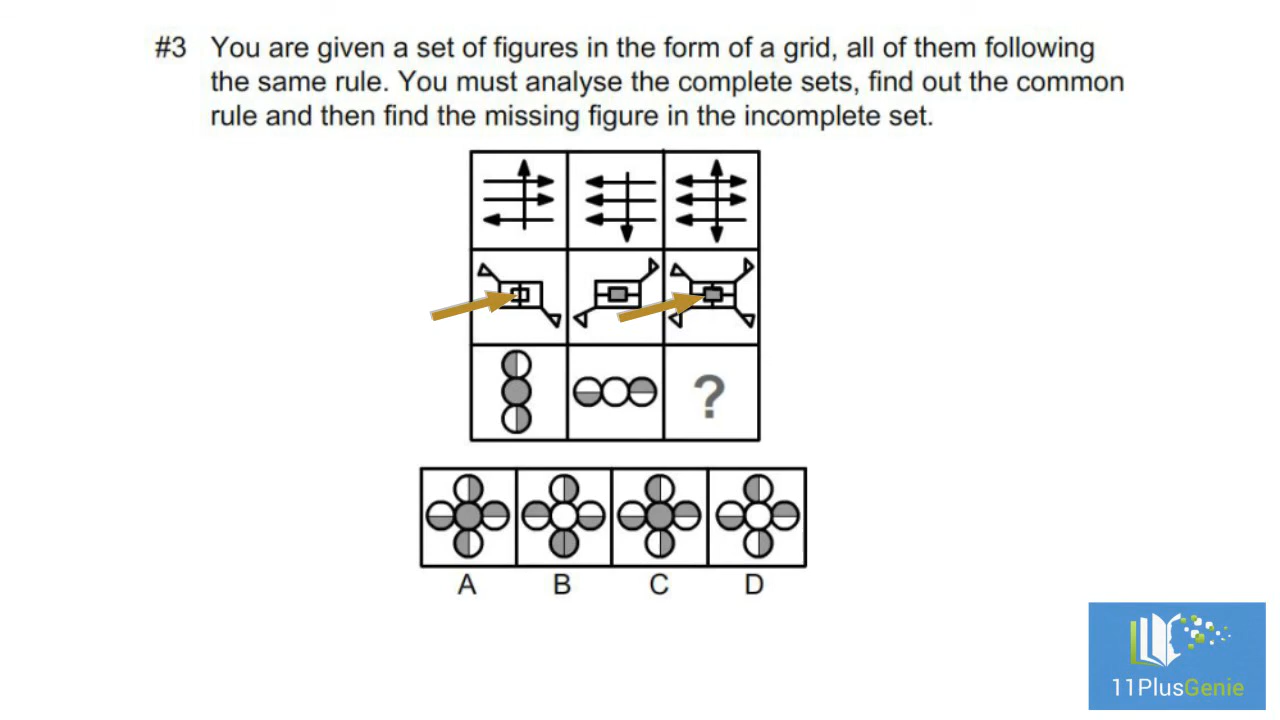 #3 You are given a set of figures in the form of a grid, all of them following
the same rule. You must analyse the complete sets, find out the common
rule and then find the missing figure in the incomplete set.
?
A B C D
11PlusGenie